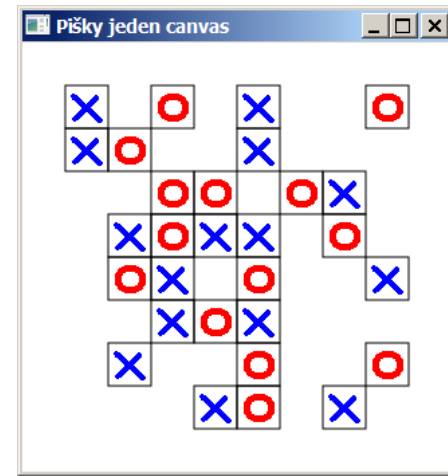 Pišky jeden canvas
X O X O
X O X
O O O X
X O X X O
O X O X
X O X
X O O
X O X